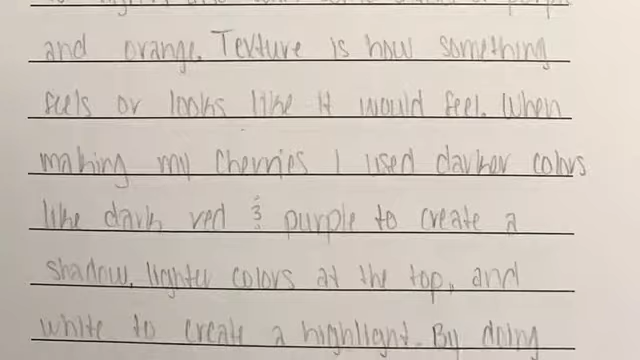 and orange. Texture is how something
feels or looks like it would feel. When
making my cherries I used darker colors
like dark red & purple to create a
shadow, lighter colors at the top, and
white to create a highlight. By doing